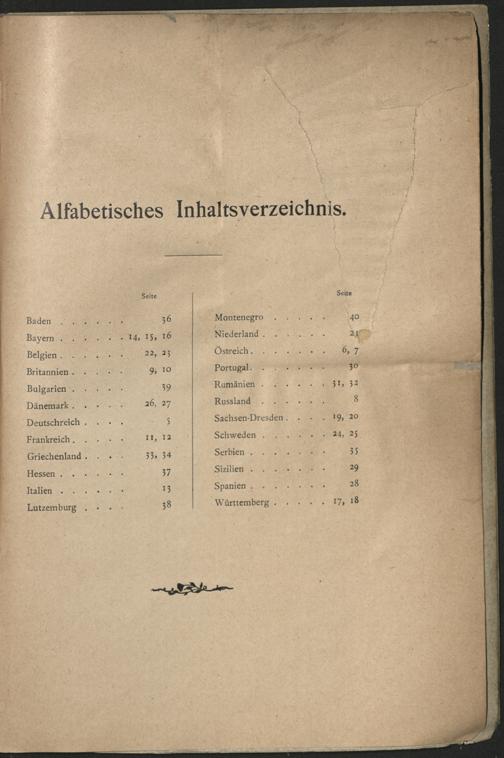 Alfabetisches Inhaltsverzeichnis.
Seite
Baden . . . . . . 36
Bayern . . . . . . . 14, 15, 16
Belgien . . . . . . 22, 23
Britannien . . . . . 9, 10
Bulgarien . . . . . 39
Dänemark . . . . . 26, 27
Deutschreich . . . . 5
Frankreich . . . . . 11, 12
Griechenland . . . . 33, 34
Hessen . . . . . . 37
Italien . . . . . . 13
Lutzemburg . . . . 38
Seite
Montenegro . . . . . 40
Niederland . . . . . . 21
Östreich . . . . . . 6, 7
Portugal . . . . . . 30
Rumänien . . . . . . 31, 32
Russland . . . . . . 8
Sachsen-Dresden . . . . 19, 20
Schweden . . . . . . 24, 25
Serbien . . . . . . 35
Sizilien . . . . . . 29
Spanien . . . . . . 28
Württemberg . . . . . 17, 18